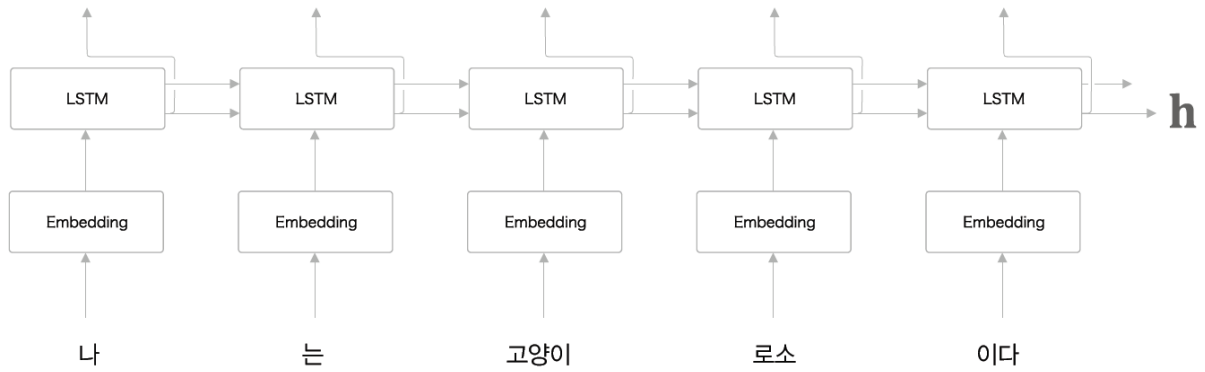 LSTM LSTM LSTM LSTM LSTM h
Embedding Embedding Embedding Embedding Embedding
나 는 고양이 로소 이다